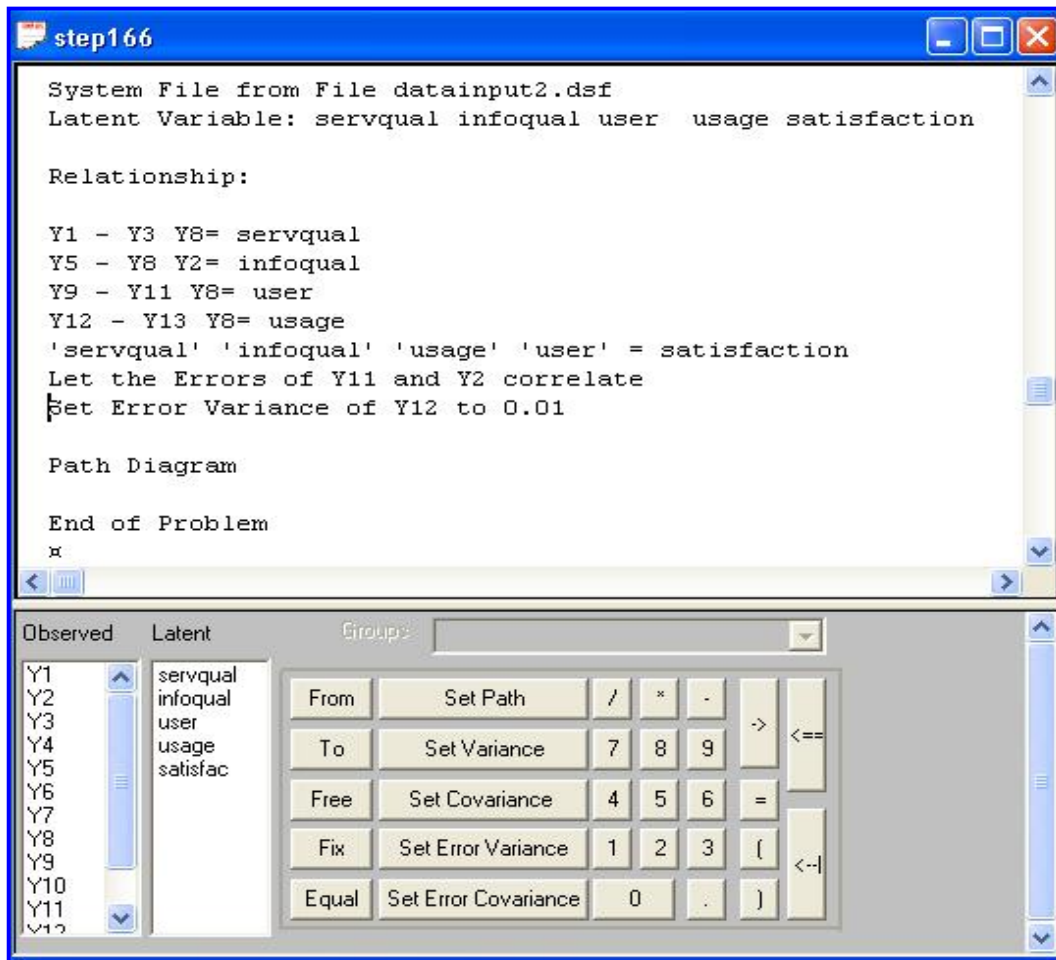 step166
System File from File datainput2.dsf
Latent Variable: servqual infoqual user  usage satisfaction
Relationship:
Y1 - Y3 Y8= servqual
Y5 - Y8 Y2= infoqual
Y9 - Y11 Y8= user
Y12 - Y13 Y8= usage
'servqual' 'infoqual' 'usage' 'user' = satisfaction
Let the Errors of Y11 and Y2 correlate
Set Error Variance of Y12 to 0.01
Path Diagram
End of Problem
¤
Observed Latent Groups
Y1 servqual
Y2 infoqual
Y3 user
Y4 usage
Y5 satisfac
Y6
Y7
Y8
Y9
Y10
Y11
Y12
From Set Path / * - -> <==
To Set Variance 7 8 9
Free Set Covariance 4 5 6 =
Fix Set Error Variance 1 2 3 ( <--|
Equal Set Error Covariance 0 . )